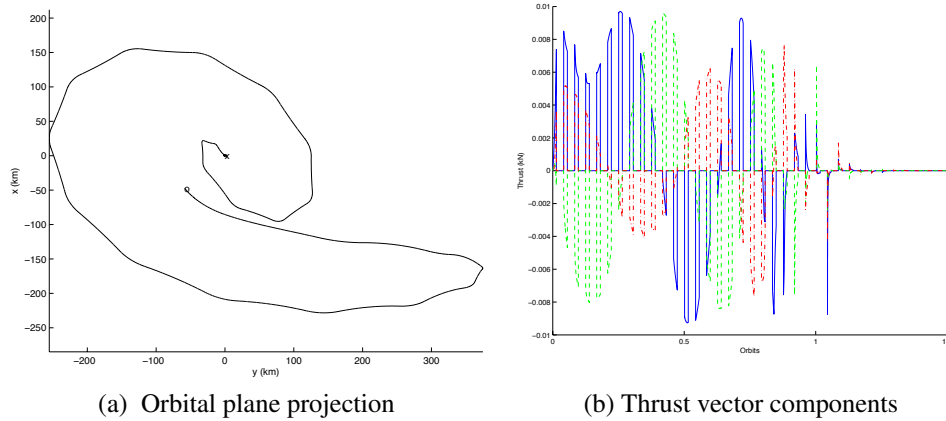 200
150
100
50
0
−50
−100
−150
−200
−250
x (km)
−200 −100 0 100 200 300
y (km)
(a) Orbital plane projection
0.01
0.008
0.006
0.004
0.002
0
−0.002
−0.004
−0.006
−0.008
−0.01
Thrust (kN)
0 0.5 1 1.5
Orbits
(b) Thrust vector components